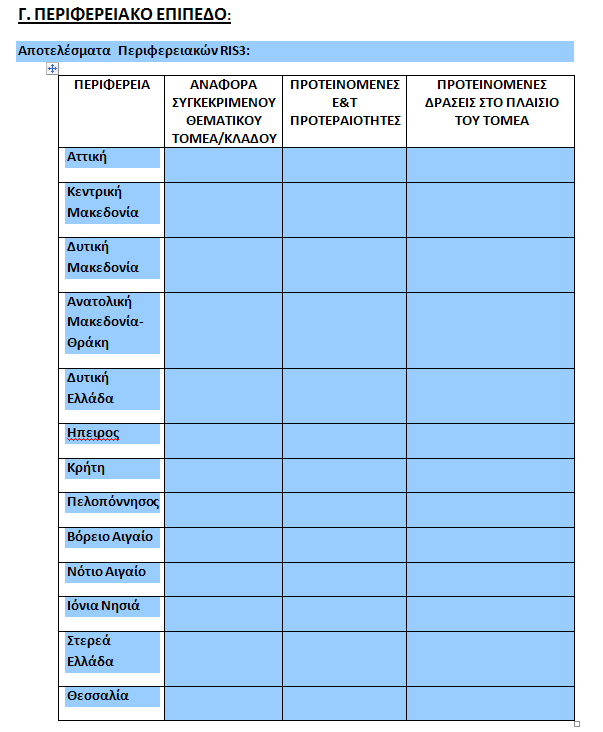 Γ. ΠΕΡΙΦΕΡΕΙΑΚΟ ΕΠΙΠΕΔΟ:
Αποτελέσματα Περιφερειακών RIS3:
ΠΕΡΙΦΕΡΕΙΑ
ΑΝΑΦΟΡΑ
ΣΥΓΚΕΚΡΙΜΕΝΟΥ
ΘΕΜΑΤΙΚΟΥ
ΤΟΜΕΑ/ΚΛΑΔΟΥ
ΠΡΟΤΕΙΝΟΜΕΝΕΣ
Ε&Τ
ΠΡΟΤΕΡΑΙΟΤΗΤΕΣ
ΠΡΟΤΕΙΝΟΜΕΝΕΣ
ΔΡΑΣΕΙΣ ΣΤΟ ΠΛΑΙΣΙΟ
ΤΟΥ ΤΟΜΕΑ
Αττική
Κεντρική
Μακεδονία
Δυτική
Μακεδονία
Ανατολική
Μακεδονία-
Θράκη
Δυτική
Ελλάδα
Ηπειρος
Κρήτη
Πελοπόννησος
Βόρειο Αιγαίο
Νότιο Αιγαίο
Ιόνια Νησιά
Στερεά
Ελλάδα
Θεσσαλία